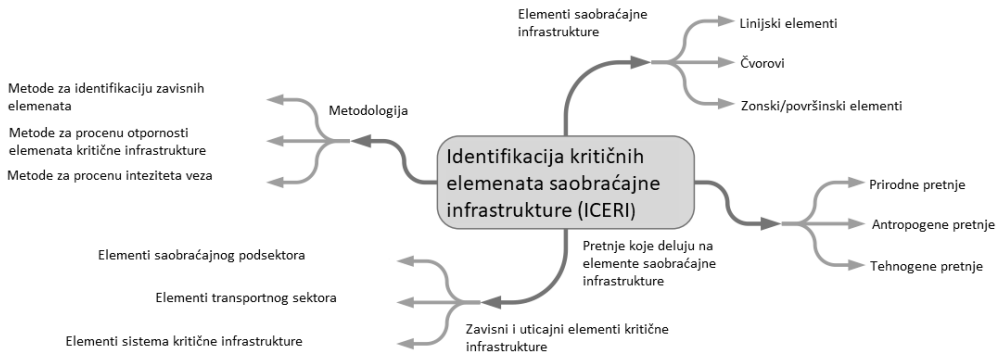 Elementi saobraćajne
infrastrukture
Linijski elementi
Čvorovi
Zonski/površinski elementi
Metodologija
Metode za identifikaciju zavisnih
elemenata
Metode za procenu otpornosti
elemenata kritične infrastrukture
Metode za procenu inteziteta veza
Identifikacija kritičnih
elemenata saobraćajne
infrastrukture (ICERI)
Prirodne pretnje
Antropogene pretnje
Tehnogene pretnje
Pretnje koje deluju na
elemente saobraćajne
infrastrukture
Elementi saobraćajnog podsektora
Elementi transportnog sektora
Elementi sistema kritične infrastrukture
Zavisni i uticajni elementi kritične
infrastrukture